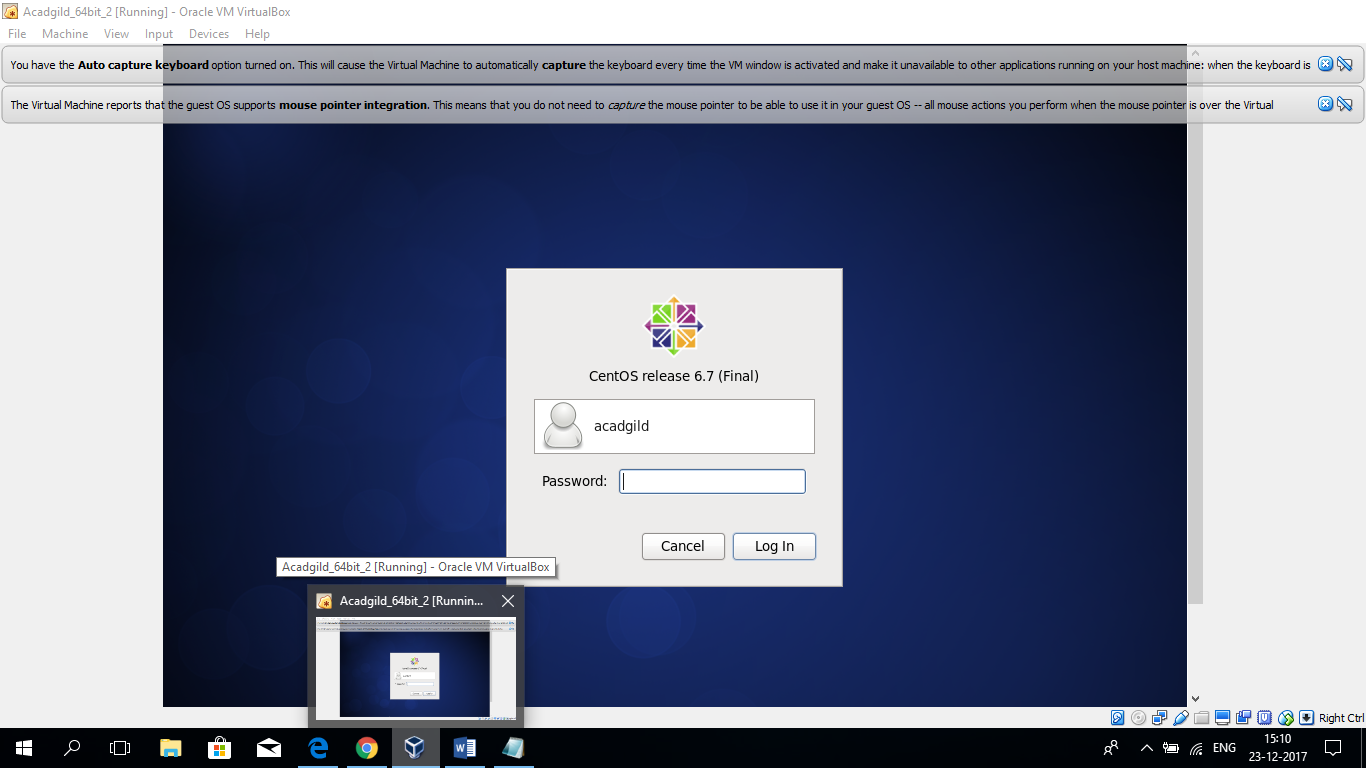 Acadgild_64bit_2 [Running] - Oracle VM VirtualBox
File Machine View Input Devices Help
You have the Auto capture keyboard option turned on. This will cause the Virtual Machine to automatically capture the keyboard every time the VM window is activated and make it unavailable to other applications running on your host machine: when the keyboard is
The Virtual Machine reports that the guest OS supports mouse pointer integration. This means that you do not need to capture the mouse pointer to be able to use it in your guest OS -- all mouse actions you perform when the mouse pointer is over the Virtual
CentOS release 6.7 (Final)
acadgild
Password:
Cancel Log In
Acadgild_64bit_2 [Running] - Oracle VM VirtualBox
Acadgild_64bit_2 [Runnin...
Right Ctrl
ENG
15:10
23-12-2017